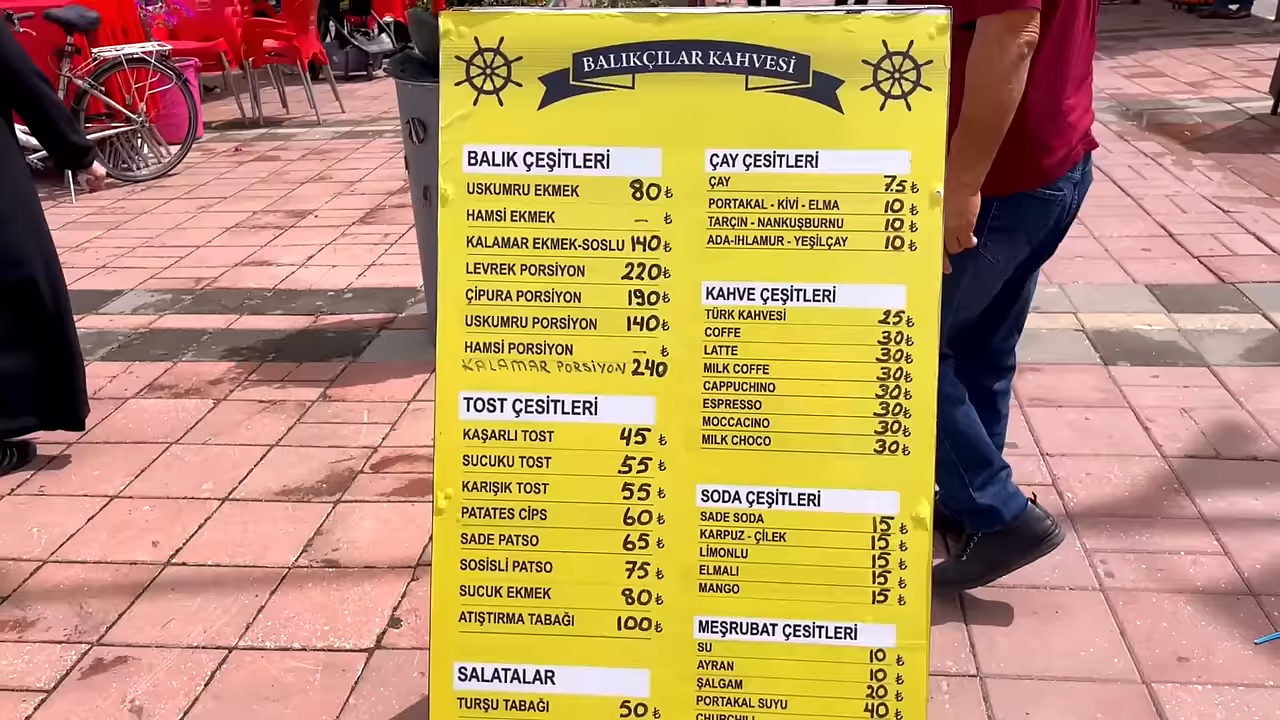 BALIKÇILAR KAHVESİ
BALIK ÇEŞİTLERİ
USKUMRU EKMEK 80 ₺
HAMSİ EKMEK — ₺
KALAMAR EKMEK-SOSLU 140 ₺
LEVREK PORSİYON 220 ₺
ÇİPURA PORSİYON 190 ₺
USKUMRU PORSİYON 140 ₺
HAMSİ PORSİYON — ₺
KALAMAR PORSİYON 240
TOST ÇEŞİTLERİ
KAŞARLI TOST 45 ₺
SUCUKU TOST 55 ₺
KARIŞIK TOST 55 ₺
PATATES CİPS 60 ₺
SADE PATSO 65 ₺
SOSİSLİ PATSO 75 ₺
SUCUK EKMEK 80 ₺
ATIŞTIRMA TABAĞI 100 ₺
SALATALAR
TURŞU TABAĞI 50 ₺
ÇAY ÇEŞİTLERİ
ÇAY 7.5 ₺
PORTAKAL - KİVİ - ELMA 10 ₺
TARÇIN - NANKUŞBURNU 10 ₺
ADA-IHLAMUR - YEŞİLÇAY 10 ₺
KAHVE ÇEŞİTLERİ
TÜRK KAHVESİ 25 ₺
COFFE 30 ₺
LATTE 30 ₺
MILK COFFE 30 ₺
CAPPUCHINO 30 ₺
ESPRESSO 30 ₺
MOCCACINO 30 ₺
MILK CHOCO 30 ₺
SODA ÇEŞİTLERİ
SADE SODA 15 ₺
KARPUZ - ÇİLEK 15 ₺
LİMONLU 15 ₺
ELMALI 15 ₺
MANGO 15 ₺
MEŞRUBAT ÇEŞİTLERİ
SU 10 ₺
AYRAN 10 ₺
ŞALGAM 20 ₺
PORTAKAL SUYU 40 ₺
CHURCHILL